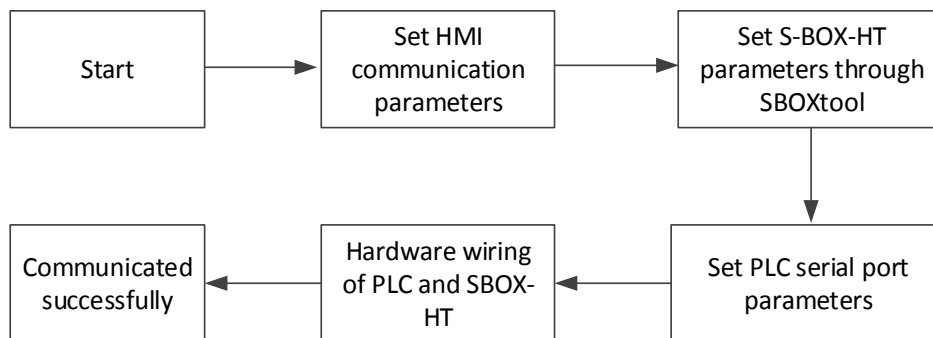 Start
Set HMI
communication
parameters
Set S-BOX-HT
parameters through
SBOXtool
Communicated
successfully
Hardware wiring
of PLC and SBOX-
HT
Set PLC serial port
parameters